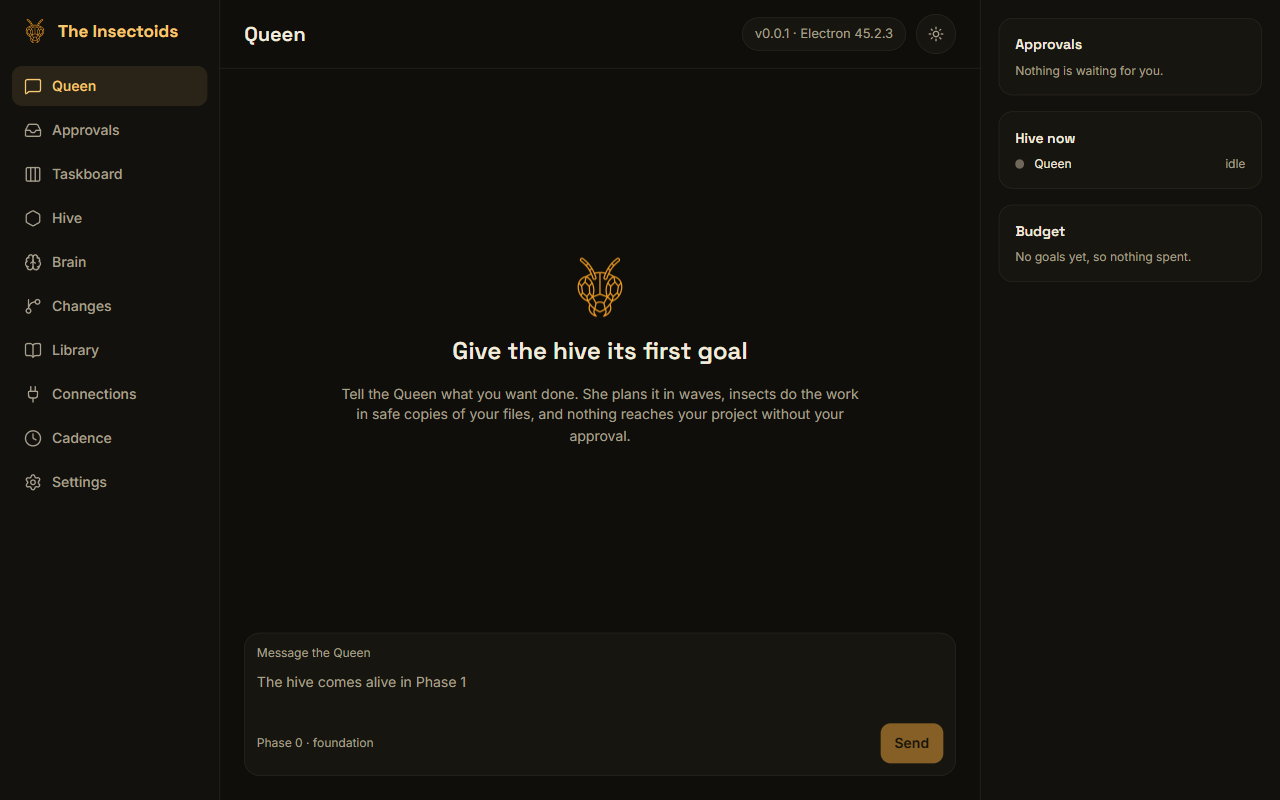 The Insectoids
Queen
Approvals
Taskboard
Hive
Brain
Changes
Library
Connections
Cadence
Settings
Queen
v0.0.1 · Electron 45.2.3
Give the hive its first goal
Tell the Queen what you want done. She plans it in waves, insects do the work
in safe copies of your files, and nothing reaches your project without your
approval.
Message the Queen
The hive comes alive in Phase 1
Phase 0 · foundation
Send
Approvals
Nothing is waiting for you.
Hive now
Queen idle
Budget
No goals yet, so nothing spent.